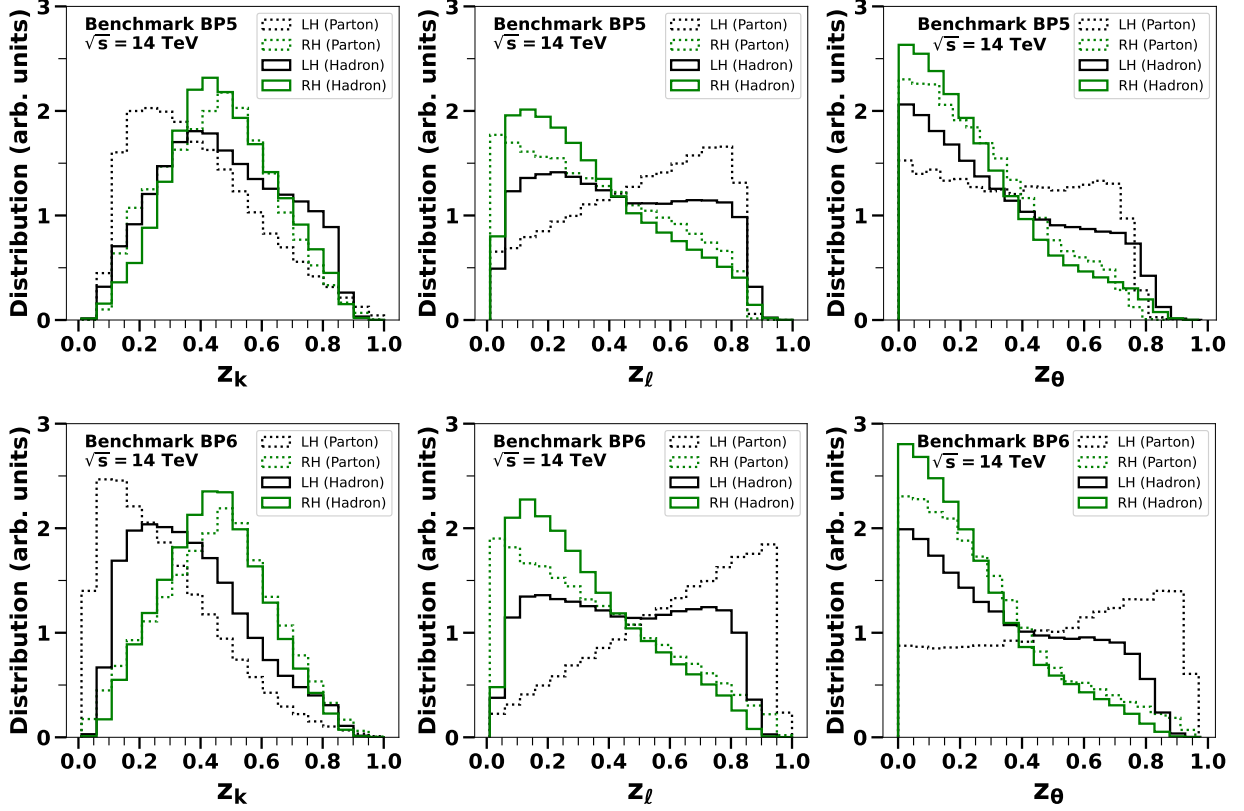 Distribution (arb. units)
3
2
1
0
Benchmark BP5
√s = 14 TeV
LH (Parton)
RH (Parton)
LH (Hadron)
RH (Hadron)
0.0 0.2 0.4 0.6 0.8 1.0
z_k
Distribution (arb. units)
3
2
1
0
Benchmark BP5
√s = 14 TeV
LH (Parton)
RH (Parton)
LH (Hadron)
RH (Hadron)
0.0 0.2 0.4 0.6 0.8 1.0
z_ℓ
Distribution (arb. units)
3
2
1
0
Benchmark BP5
√s = 14 TeV
LH (Parton)
RH (Parton)
LH (Hadron)
RH (Hadron)
0.0 0.2 0.4 0.6 0.8 1.0
z_θ
Distribution (arb. units)
3
2
1
0
Benchmark BP6
√s = 14 TeV
LH (Parton)
RH (Parton)
LH (Hadron)
RH (Hadron)
0.0 0.2 0.4 0.6 0.8 1.0
z_k
Distribution (arb. units)
3
2
1
0
Benchmark BP6
√s = 14 TeV
LH (Parton)
RH (Parton)
LH (Hadron)
RH (Hadron)
0.0 0.2 0.4 0.6 0.8 1.0
z_ℓ
Distribution (arb. units)
3
2
1
0
Benchmark BP6
√s = 14 TeV
LH (Parton)
RH (Parton)
LH (Hadron)
RH (Hadron)
0.0 0.2 0.4 0.6 0.8 1.0
z_θ